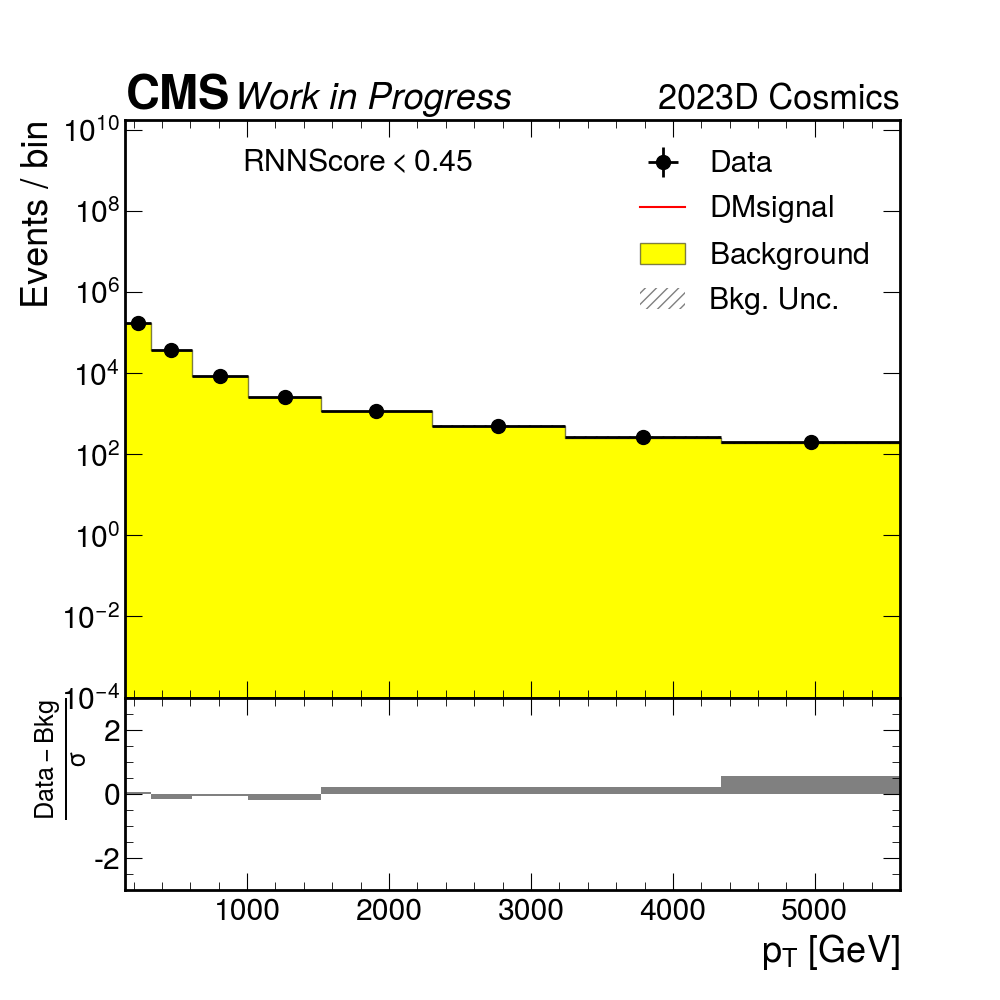 CMS Work in Progress 2023D Cosmics
Events / bin
RNNScore < 0.45
Data
DMsignal
Background
Bkg. Unc.
10^10
10^8
10^6
10^4
10^2
10^0
10^−2
10^−4
Data − Bkg
σ
2
0
-2
1000 2000 3000 4000 5000
p_T [GeV]